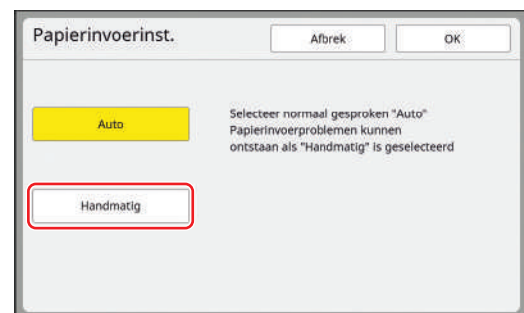 Papierinvoerinst.
Afbrek
OK
Auto
Selecteer normaal gesproken "Auto"
Papierinvoerproblemen kunnen
ontstaan als "Handmatig" is geselecteerd
Handmatig